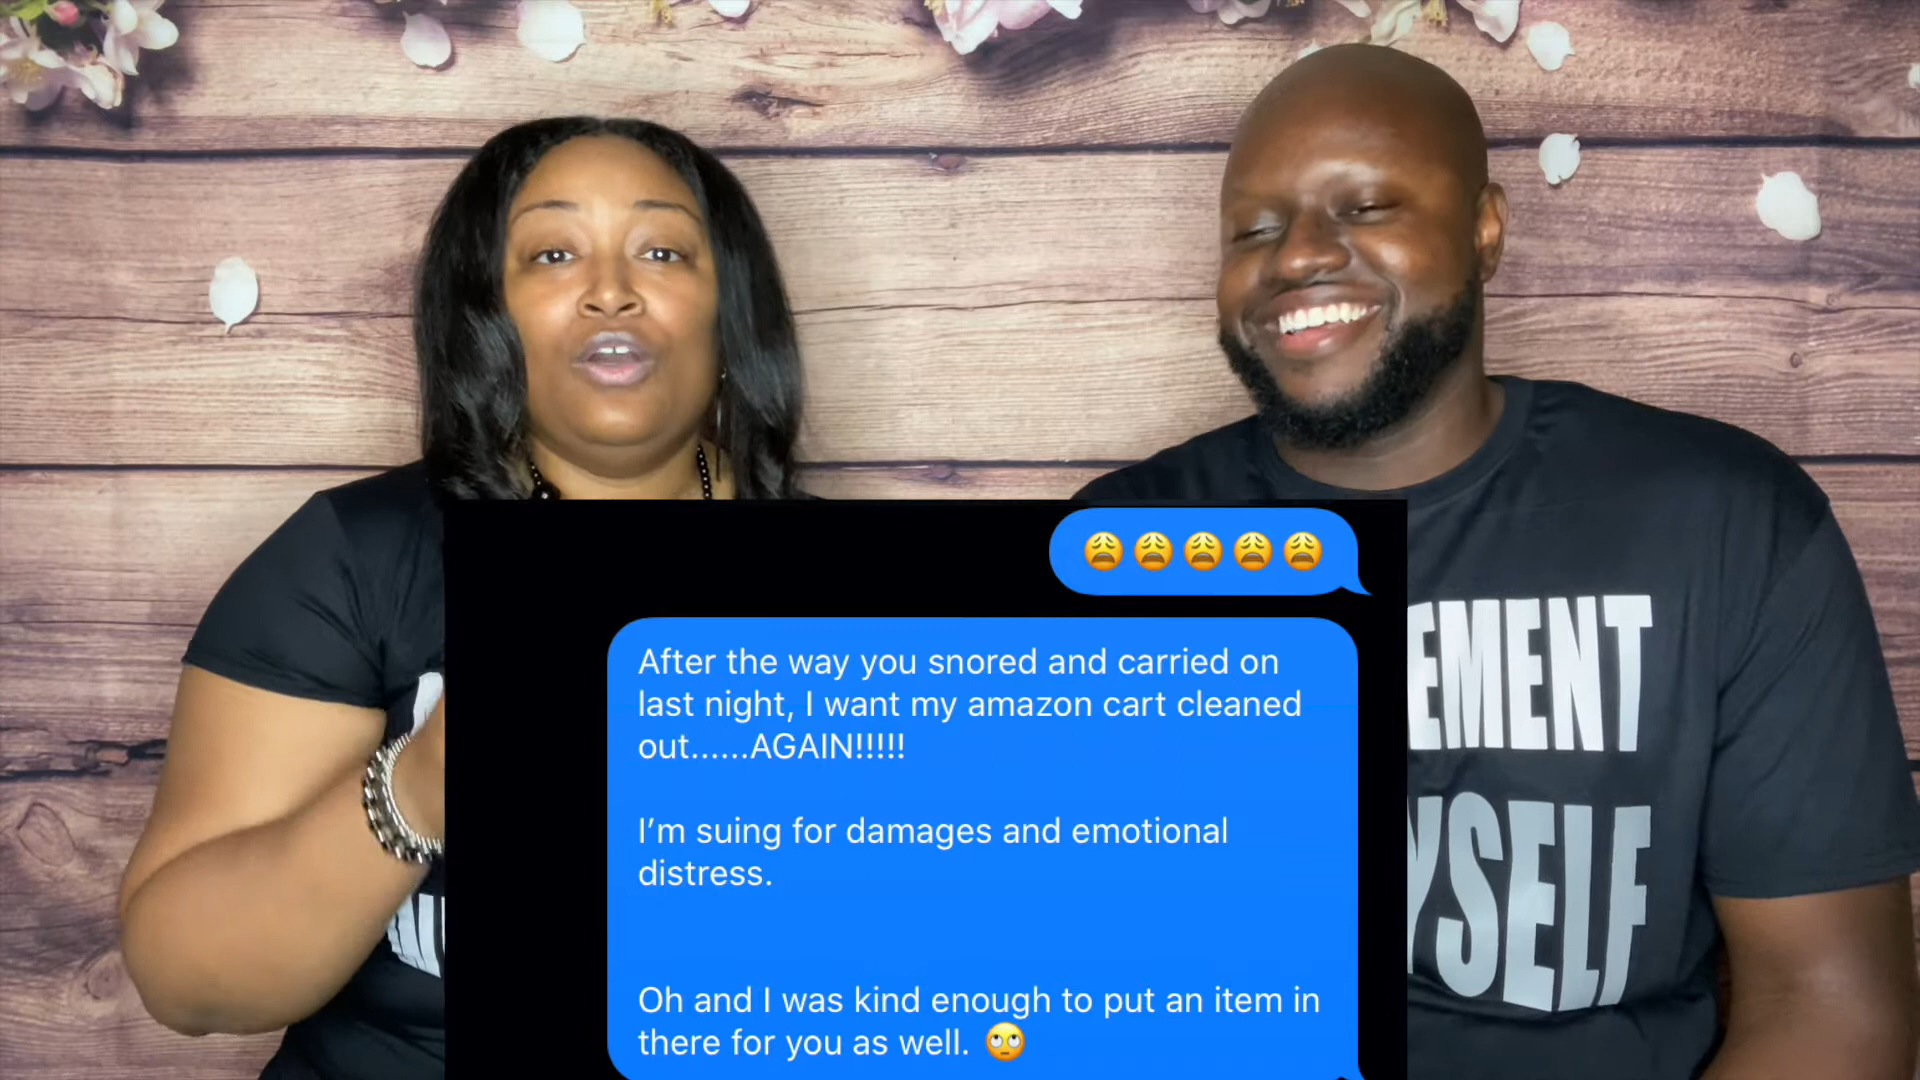 😩😩😩😩😩
After the way you snored and carried on
last night, I want my amazon cart cleaned
out......AGAIN!!!!!
I’m suing for damages and emotional
distress.
Oh and I was kind enough to put an item in
there for you as well. 🙄
EMENT
YSELF